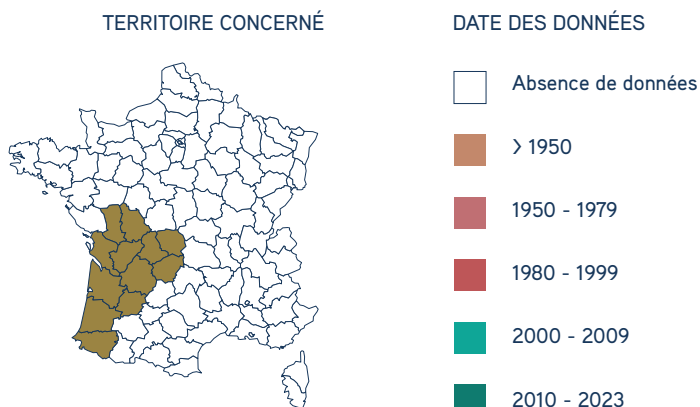 TERRITOIRE CONCERNÉ
DATE DES DONNÉES
Absence de données
> 1950
1950 - 1979
1980 - 1999
2000 - 2009
2010 - 2023